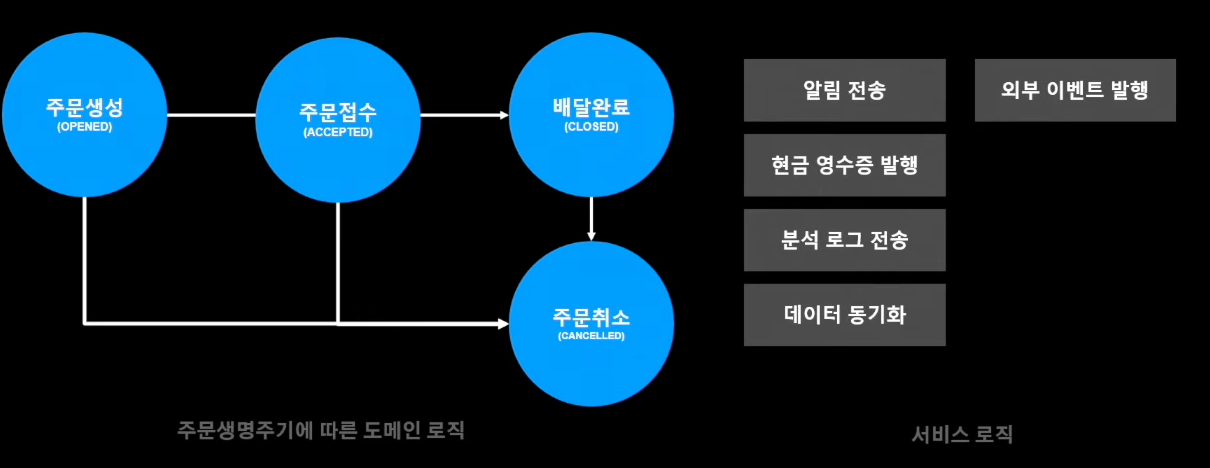 주문생성
(OPENED)
주문접수
(ACCEPTED)
배달완료
(CLOSED)
주문취소
(CANCELLED)
주문생명주기에 따른 도메인 로직
알림 전송
외부 이벤트 발행
현금 영수증 발행
분석 로그 전송
데이터 동기화
서비스 로직